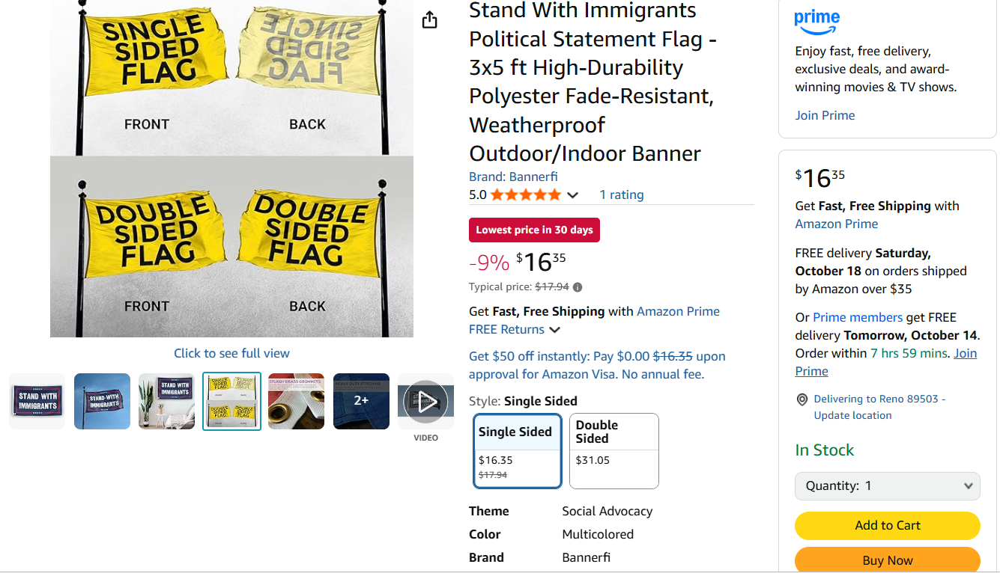 SINGLE
SIDED
FLAG
SINGLE
SIDED
FLAG
FRONT
BACK
DOUBLE
SIDED
FLAG
DOUBLE
SIDED
FLAG
FRONT
BACK
Click to see full view
STAND WITH
IMMIGRANTS
STAND WITH
IMMIGRANTS
STAND WITH
IMMIGRANTS
STURDY BRASS GROMMETS
HEAVY DUTY STITCHING
2+
VIDEO
Stand With Immigrants
Political Statement Flag -
3x5 ft High-Durability
Polyester Fade-Resistant,
Weatherproof
Outdoor/Indoor Banner
Brand: Bannerfi
5.0
1 rating
Lowest price in 30 days
-9% $16.35
Typical price: $17.94
Get Fast, Free Shipping with Amazon Prime
FREE Returns
Get $50 off instantly: Pay $0.00 $16.35 upon
approval for Amazon Visa. No annual fee.
Style: Single Sided
Single Sided
$16.35
$17.94
Double
Sided
$31.05
Theme Social Advocacy
Color Multicolored
Brand Bannerfi
prime
Enjoy fast, free delivery,
exclusive deals, and award-
winning movies & TV shows.
Join Prime
$16 35
Get Fast, Free Shipping with
Amazon Prime
FREE delivery Saturday,
October 18 on orders shipped
by Amazon over $35
Or Prime members get FREE
delivery Tomorrow, October 14.
Order within 7 hrs 59 mins. Join
Prime
Delivering to Reno 89503 -
Update location
In Stock
Quantity: 1
Add to Cart
Buy Now